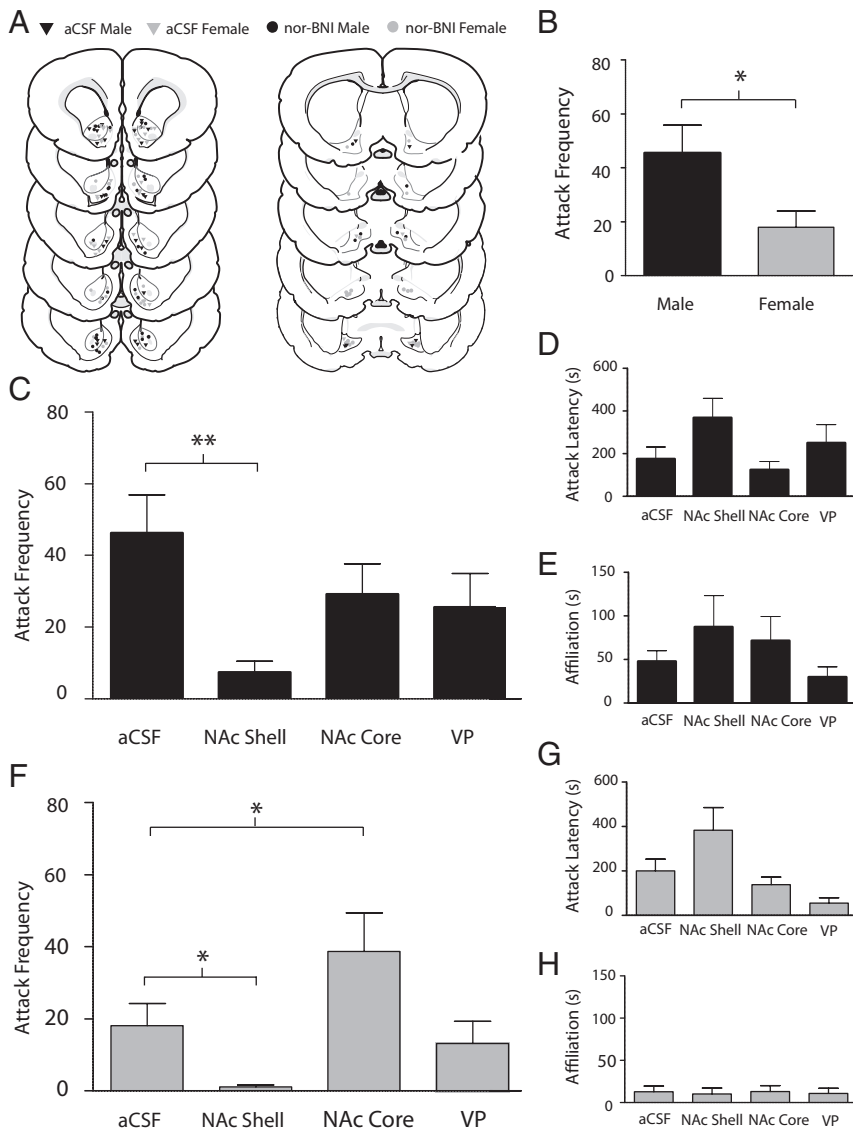 A
▼ aCSF Male ▼ aCSF Female ● nor-BNI Male ● nor-BNI Female
B
Attack Frequency
80
60
40
20
0
*
Male Female
C
Attack Frequency
80
60
40
20
0
**
aCSF NAc Shell NAc Core VP
D
Attack Latency (s)
600
400
200
0
aCSF NAc Shell NAc Core VP
E
Affiliation (s)
150
100
50
0
aCSF NAc Shell NAc Core VP
F
Attack Frequency
80
60
40
20
0
*
*
aCSF NAc Shell NAc Core VP
G
Attack Latency (s)
600
400
200
0
aCSF NAc Shell NAc Core VP
H
Affiliation (s)
150
100
50
0
aCSF NAc Shell NAc Core VP